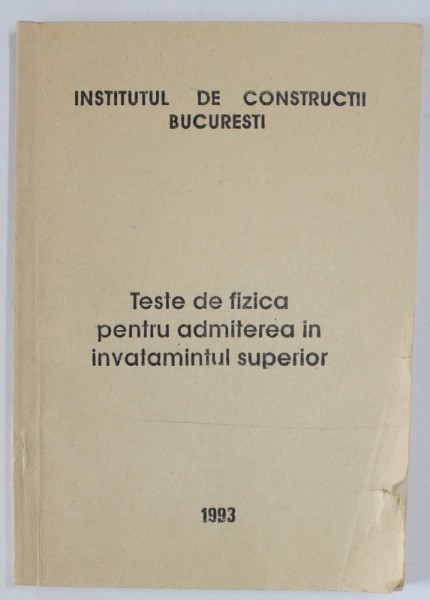 INSTITUTUL DE CONSTRUCTII
BUCURESTI
Teste de fizica
pentru admiterea in
invatamintul superior
1993